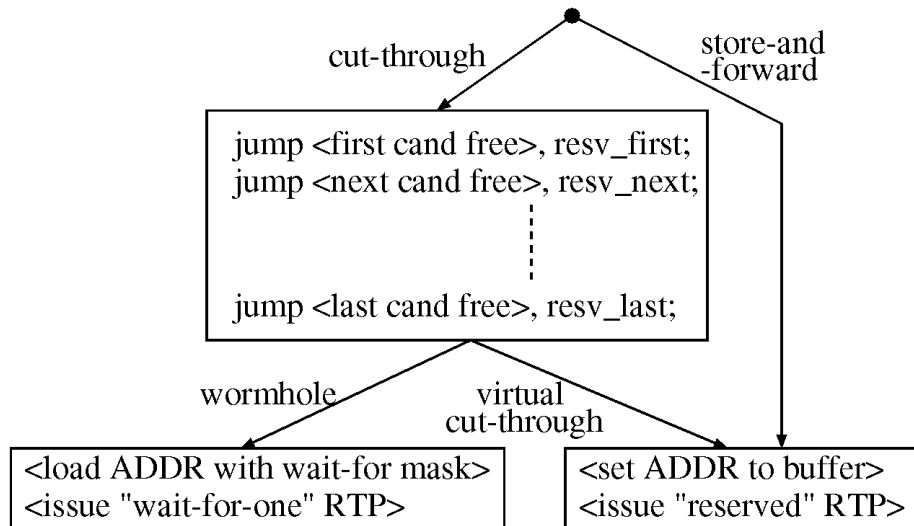 cut-through
store-and
-forward
jump <first cand free>, resv_first;
jump <next cand free>, resv_next;
jump <last cand free>, resv_last;
wormhole
virtual
cut-through
<load ADDR with wait-for mask>
<issue "wait-for-one" RTP>
<set ADDR to buffer>
<issue "reserved" RTP>